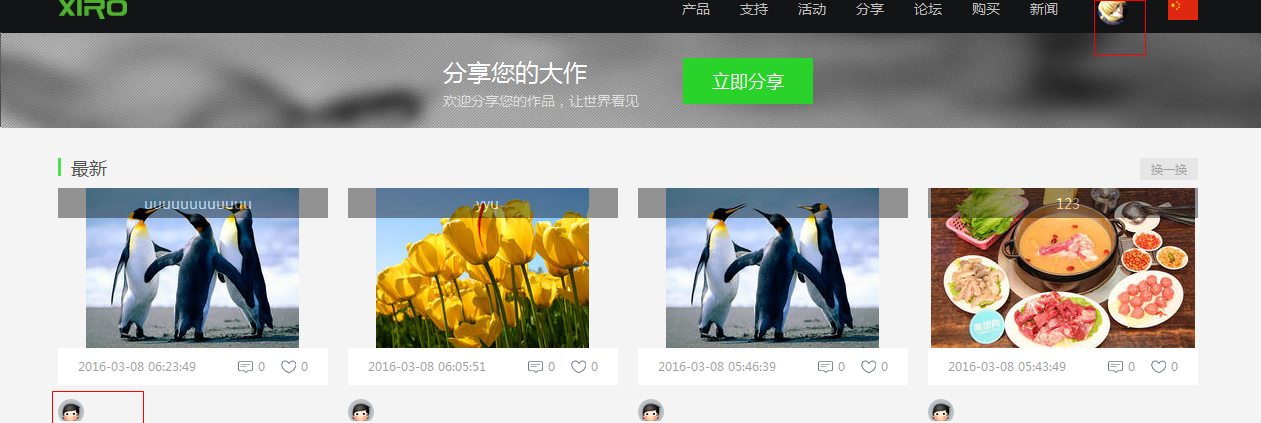 XIRO
产品 支持 活动 分享 论坛 购买 新闻
分享您的大作
欢迎分享您的作品，让世界看见
立即分享
最新
换一换
uuuuuuuuuuuu
yyu
123
2016-03-08 06:23:49 0 0
2016-03-08 06:05:51 0 0
2016-03-08 05:46:39 0 0
2016-03-08 05:43:49 0 0